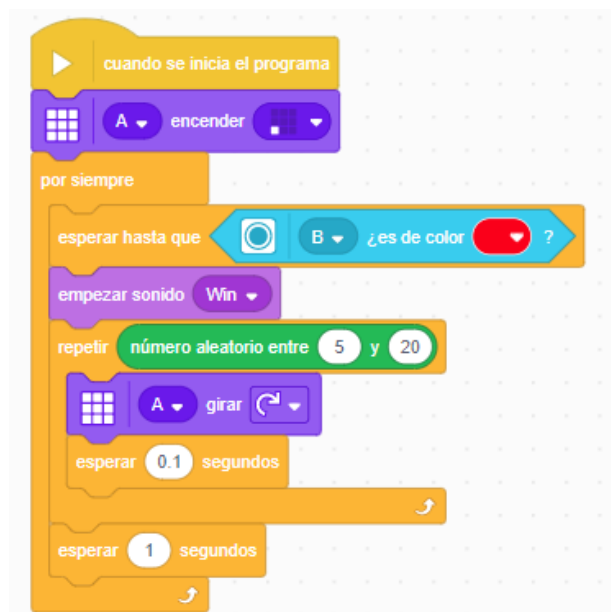 cuando se inicia el programa
A encender
por siempre
esperar hasta que B ¿es de color ?
empezar sonido Win
repetir número aleatorio entre 5 y 20
A girar
esperar 0.1 segundos
esperar 1 segundos